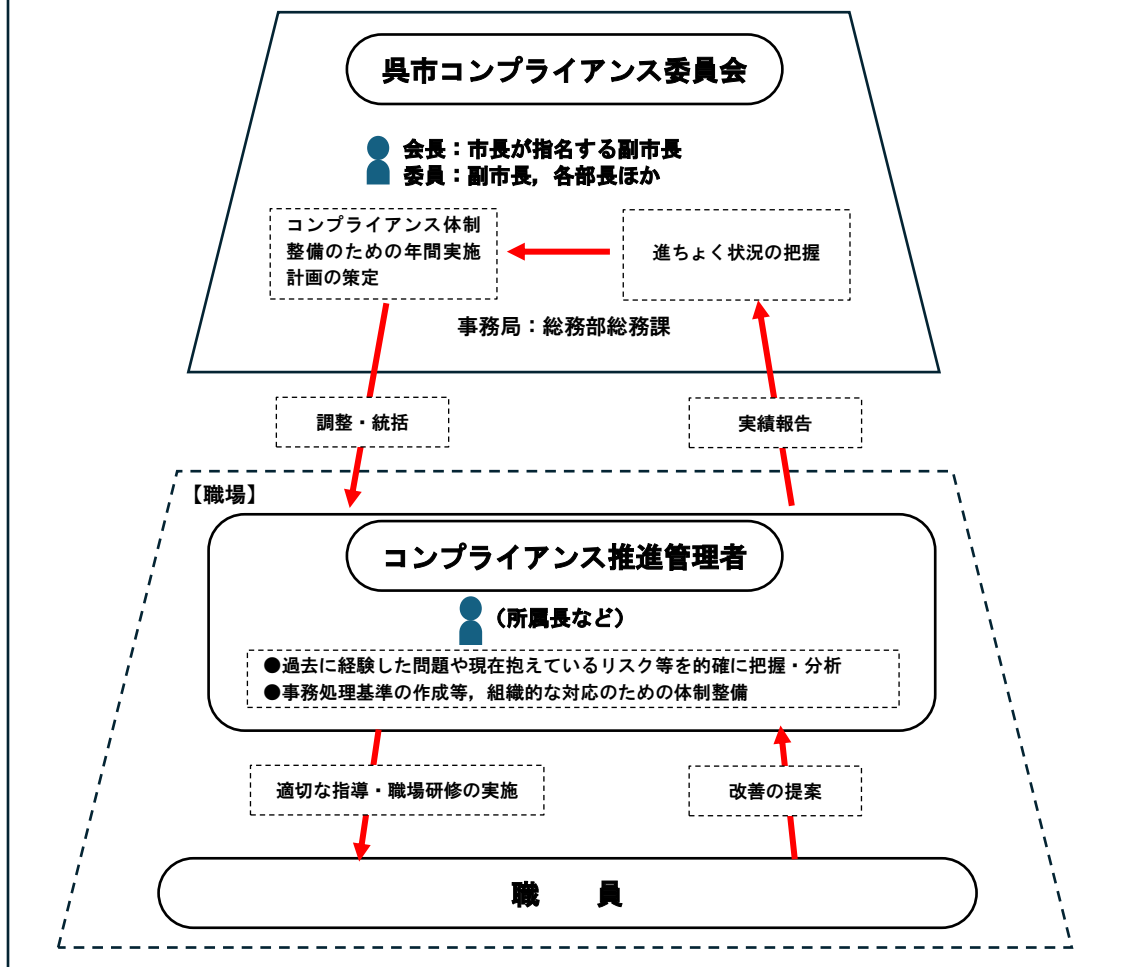 呉市コンプライアンス委員会
会長：市長が指名する副市長
委員：副市長，各部長ほか
コンプライアンス体制
整備のための年間実施
計画の策定
進ちょく状況の把握
事務局：総務部総務課
調整・統括
実績報告
【職場】
コンプライアンス推進管理者
（所属長など）
●過去に経験した問題や現在抱えているリスク等を的確に把握・分析
●事務処理基準の作成等，組織的な対応のための体制整備
適切な指導・職場研修の実施
改善の提案
職　員